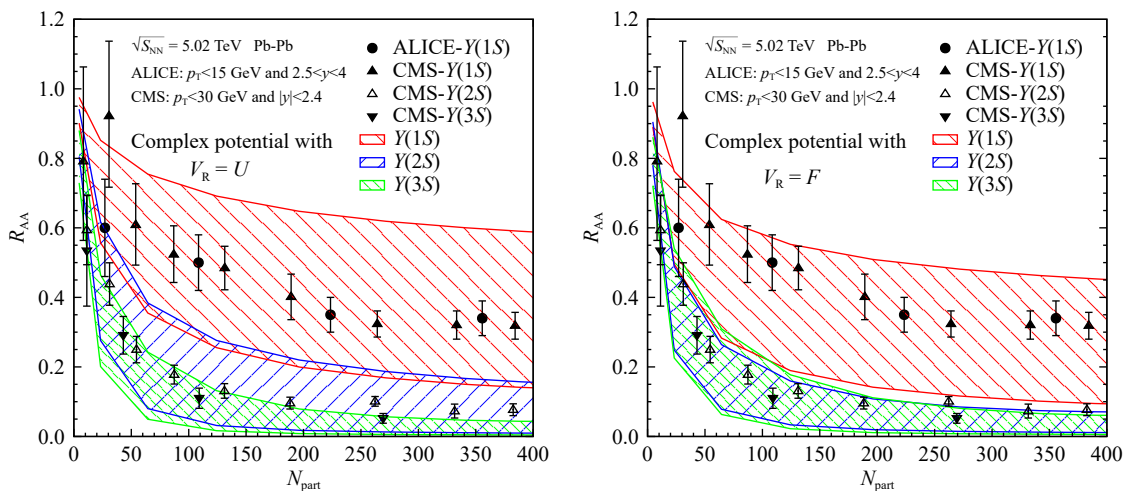 1.2
1.0
0.8
0.6
0.4
0.2
0.0
R_AA
√S_NN = 5.02 TeV Pb-Pb
ALICE: p_T<15 GeV and 2.5<y<4
CMS: p_T<30 GeV and |y|<2.4
Complex potential with
V_R = U
ALICE-Υ(1S)
CMS-Υ(1S)
CMS-Υ(2S)
CMS-Υ(3S)
Υ(1S)
Υ(2S)
Υ(3S)
0 50 100 150 200 250 300 350 400
N_part
1.2
1.0
0.8
0.6
0.4
0.2
0.0
R_AA
√S_NN = 5.02 TeV Pb-Pb
ALICE: p_T<15 GeV and 2.5<y<4
CMS: p_T<30 GeV and |y|<2.4
Complex potential with
V_R = F
ALICE-Υ(1S)
CMS-Υ(1S)
CMS-Υ(2S)
CMS-Υ(3S)
Υ(1S)
Υ(2S)
Υ(3S)
0 50 100 150 200 250 300 350 400
N_part